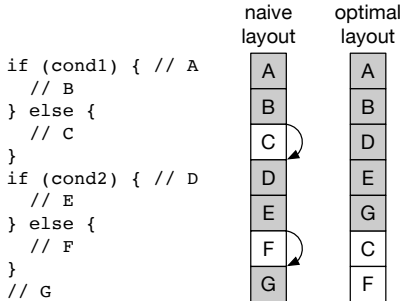 naive layout
optimal layout
if (cond1) { // A
// B
} else {
// C
}
if (cond2) { // D
// E
} else {
// F
}
// G
A
B
C
D
E
F
G
A
B
D
E
G
C
F